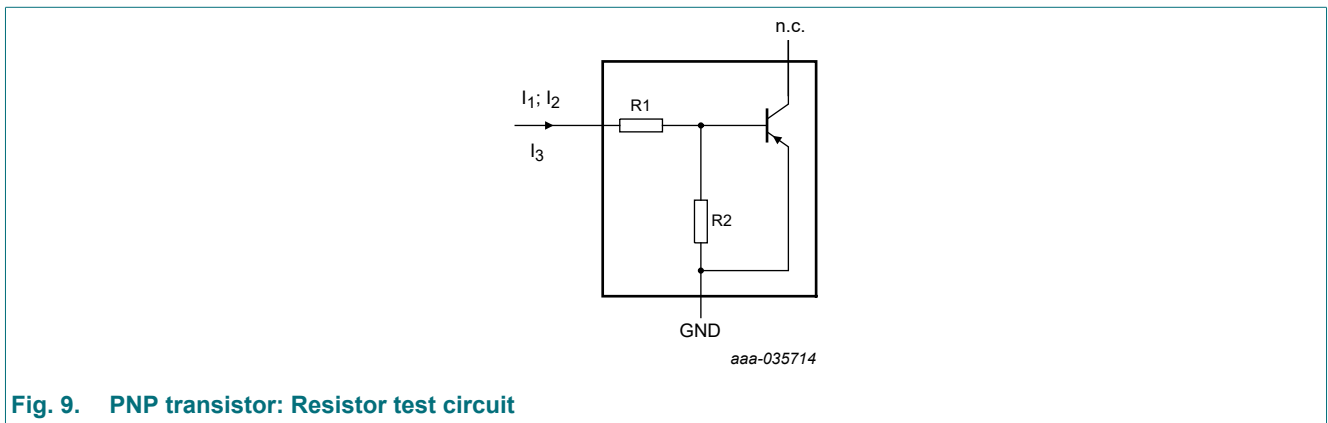 n.c.
I1; I2
R1
I3
R2
GND
aaa-035714
Fig. 9. PNP transistor: Resistor test circuit